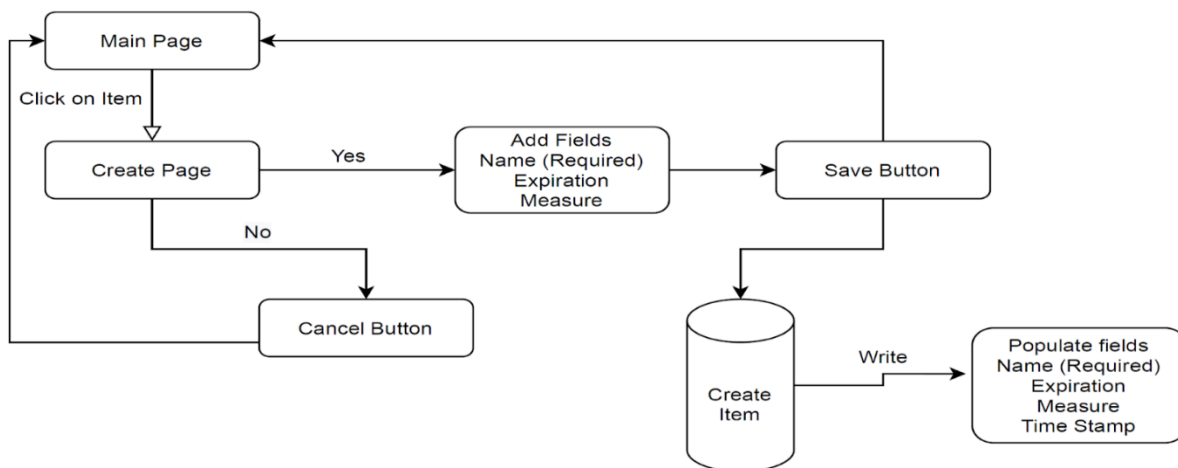 Main Page
Click on Item
Create Page
Yes
Add Fields
Name (Required)
Expiration
Measure
Save Button
No
Cancel Button
Create
Item
Write
Populate fields
Name (Required)
Expiration
Measure
Time Stamp